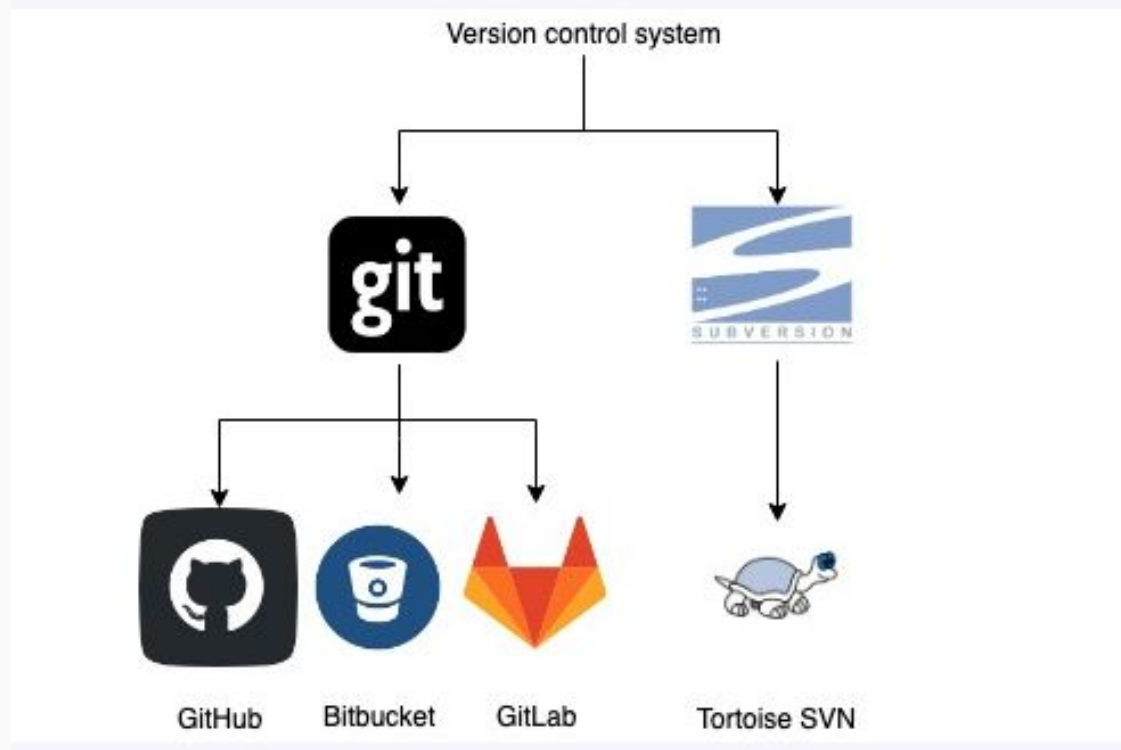 Version control system
git
SUBVERSION
GitHub
Bitbucket
GitLab
Tortoise SVN